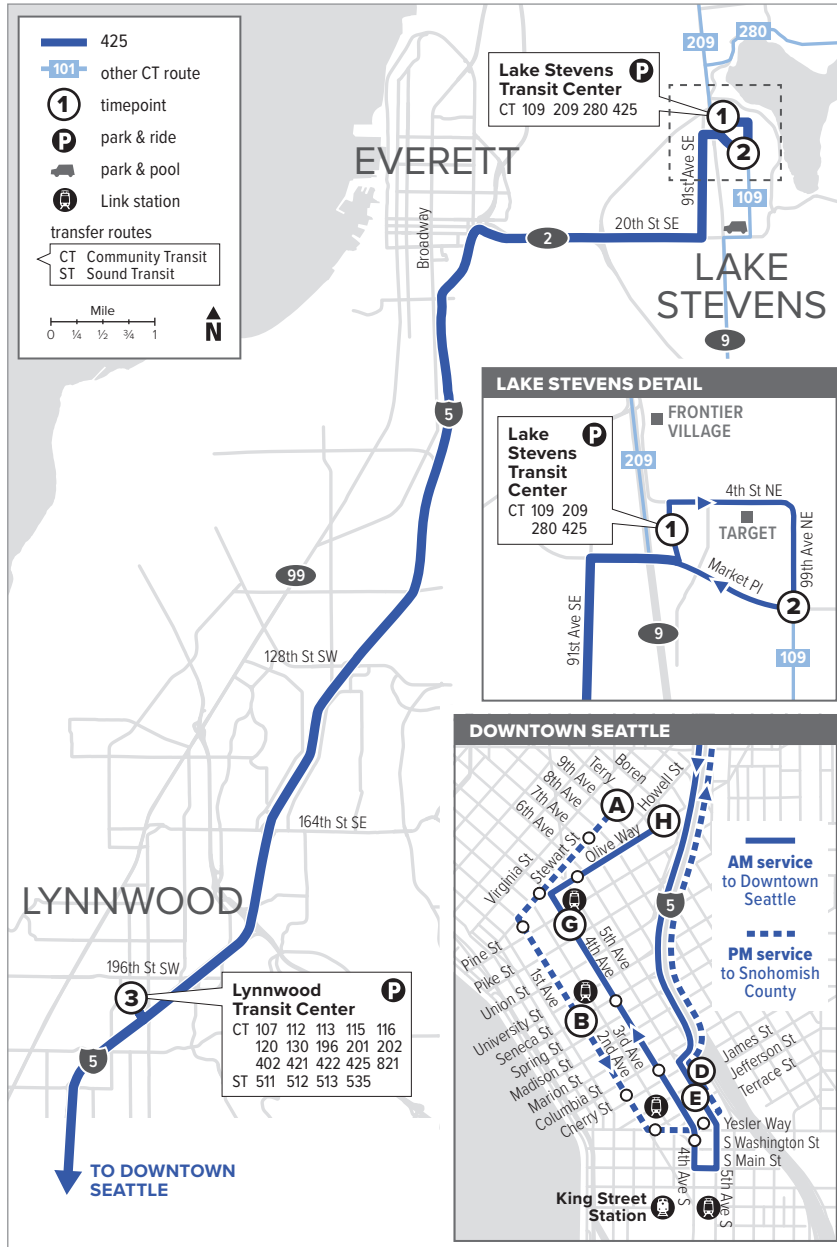 425
101
other CT route
1
timepoint
P
park & ride
park & pool
Link station
transfer routes
CT Community Transit
ST Sound Transit
Mile
0 ¼ ½ ¾ 1
N
209
280
Lake Stevens
Transit Center
P
CT 109 209 280 425
1
2
EVERETT
91st Ave SE
109
Broadway
20th St SE
2
LAKE
STEVENS
9
5
99
128th St SW
164th St SE
LYNNWOOD
196th St SW
3
Lynnwood
Transit Center
P
CT 107 112 113 115 116
120 130 196 201 202
402 421 422 425 821
ST 511 512 513 535
5
TO DOWNTOWN
SEATTLE
LAKE STEVENS DETAIL
FRONTIER
VILLAGE
Lake
Stevens
Transit
Center
P
CT 109 209
280 425
209
4th St NE
1
TARGET
99th Ave NE
Market Pl
2
91st Ave SE
9
109
DOWNTOWN SEATTLE
Boren
Terry
9th Ave
8th Ave
7th Ave
6th Ave
Howell St
A
H
Olive Way
Stewart St
Virginia St
AM service
to Downtown
Seattle
5
G
PM service
to Snohomish
County
5th Ave
4th Ave
Pine St
Pike St
Union St
1st Ave
B
University St
Seneca St
Spring St
Madison St
Marion St
Columbia St
Cherry St
3rd Ave
2nd Ave
James St
Jefferson St
Terrace St
D
E
Yesler Way
S Washington St
S Main St
4th Ave S
5th Ave S
King Street
Station